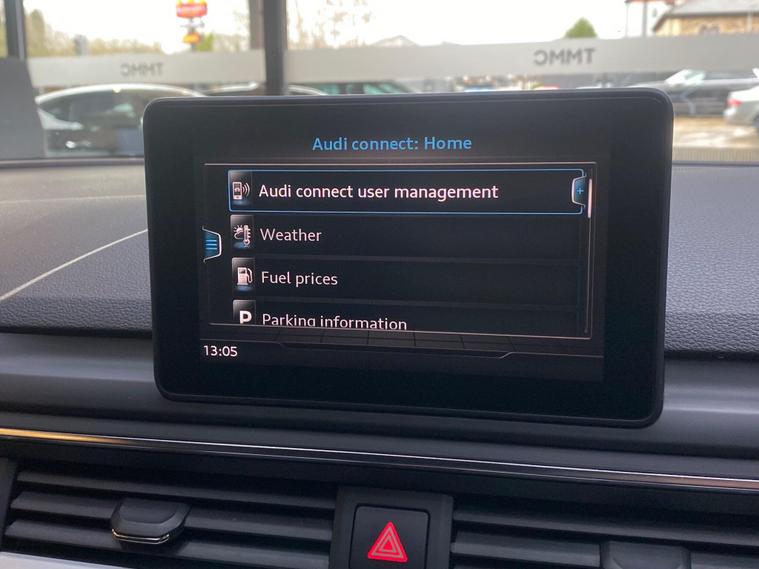 TMMC
TMMC
Audi connect: Home
Audi connect user management
Weather
Fuel prices
P
Parking information
13:05